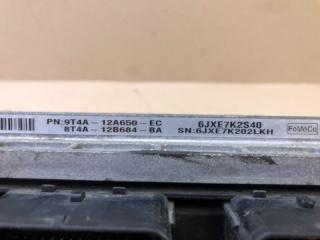 PN:9T4A - 12A650 - EC 6JXE7K2S40
8T4A - 12B684 - BA SN:6JXE7K202LKH FoMoCo